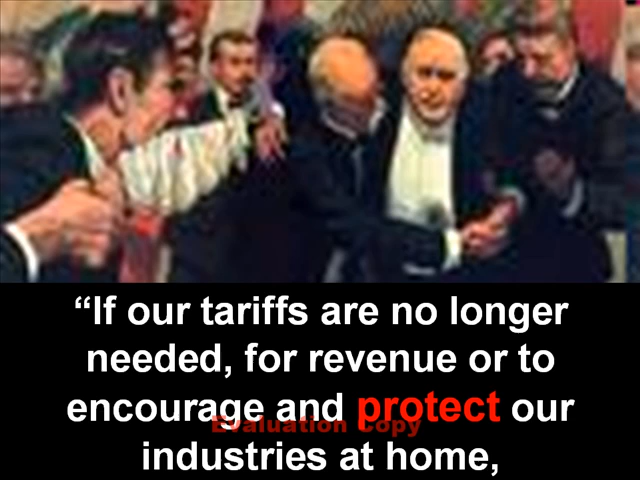 “If our tariffs are no longer
needed, for revenue or to
encourage and protect our
Evaluation Copy
industries at home,